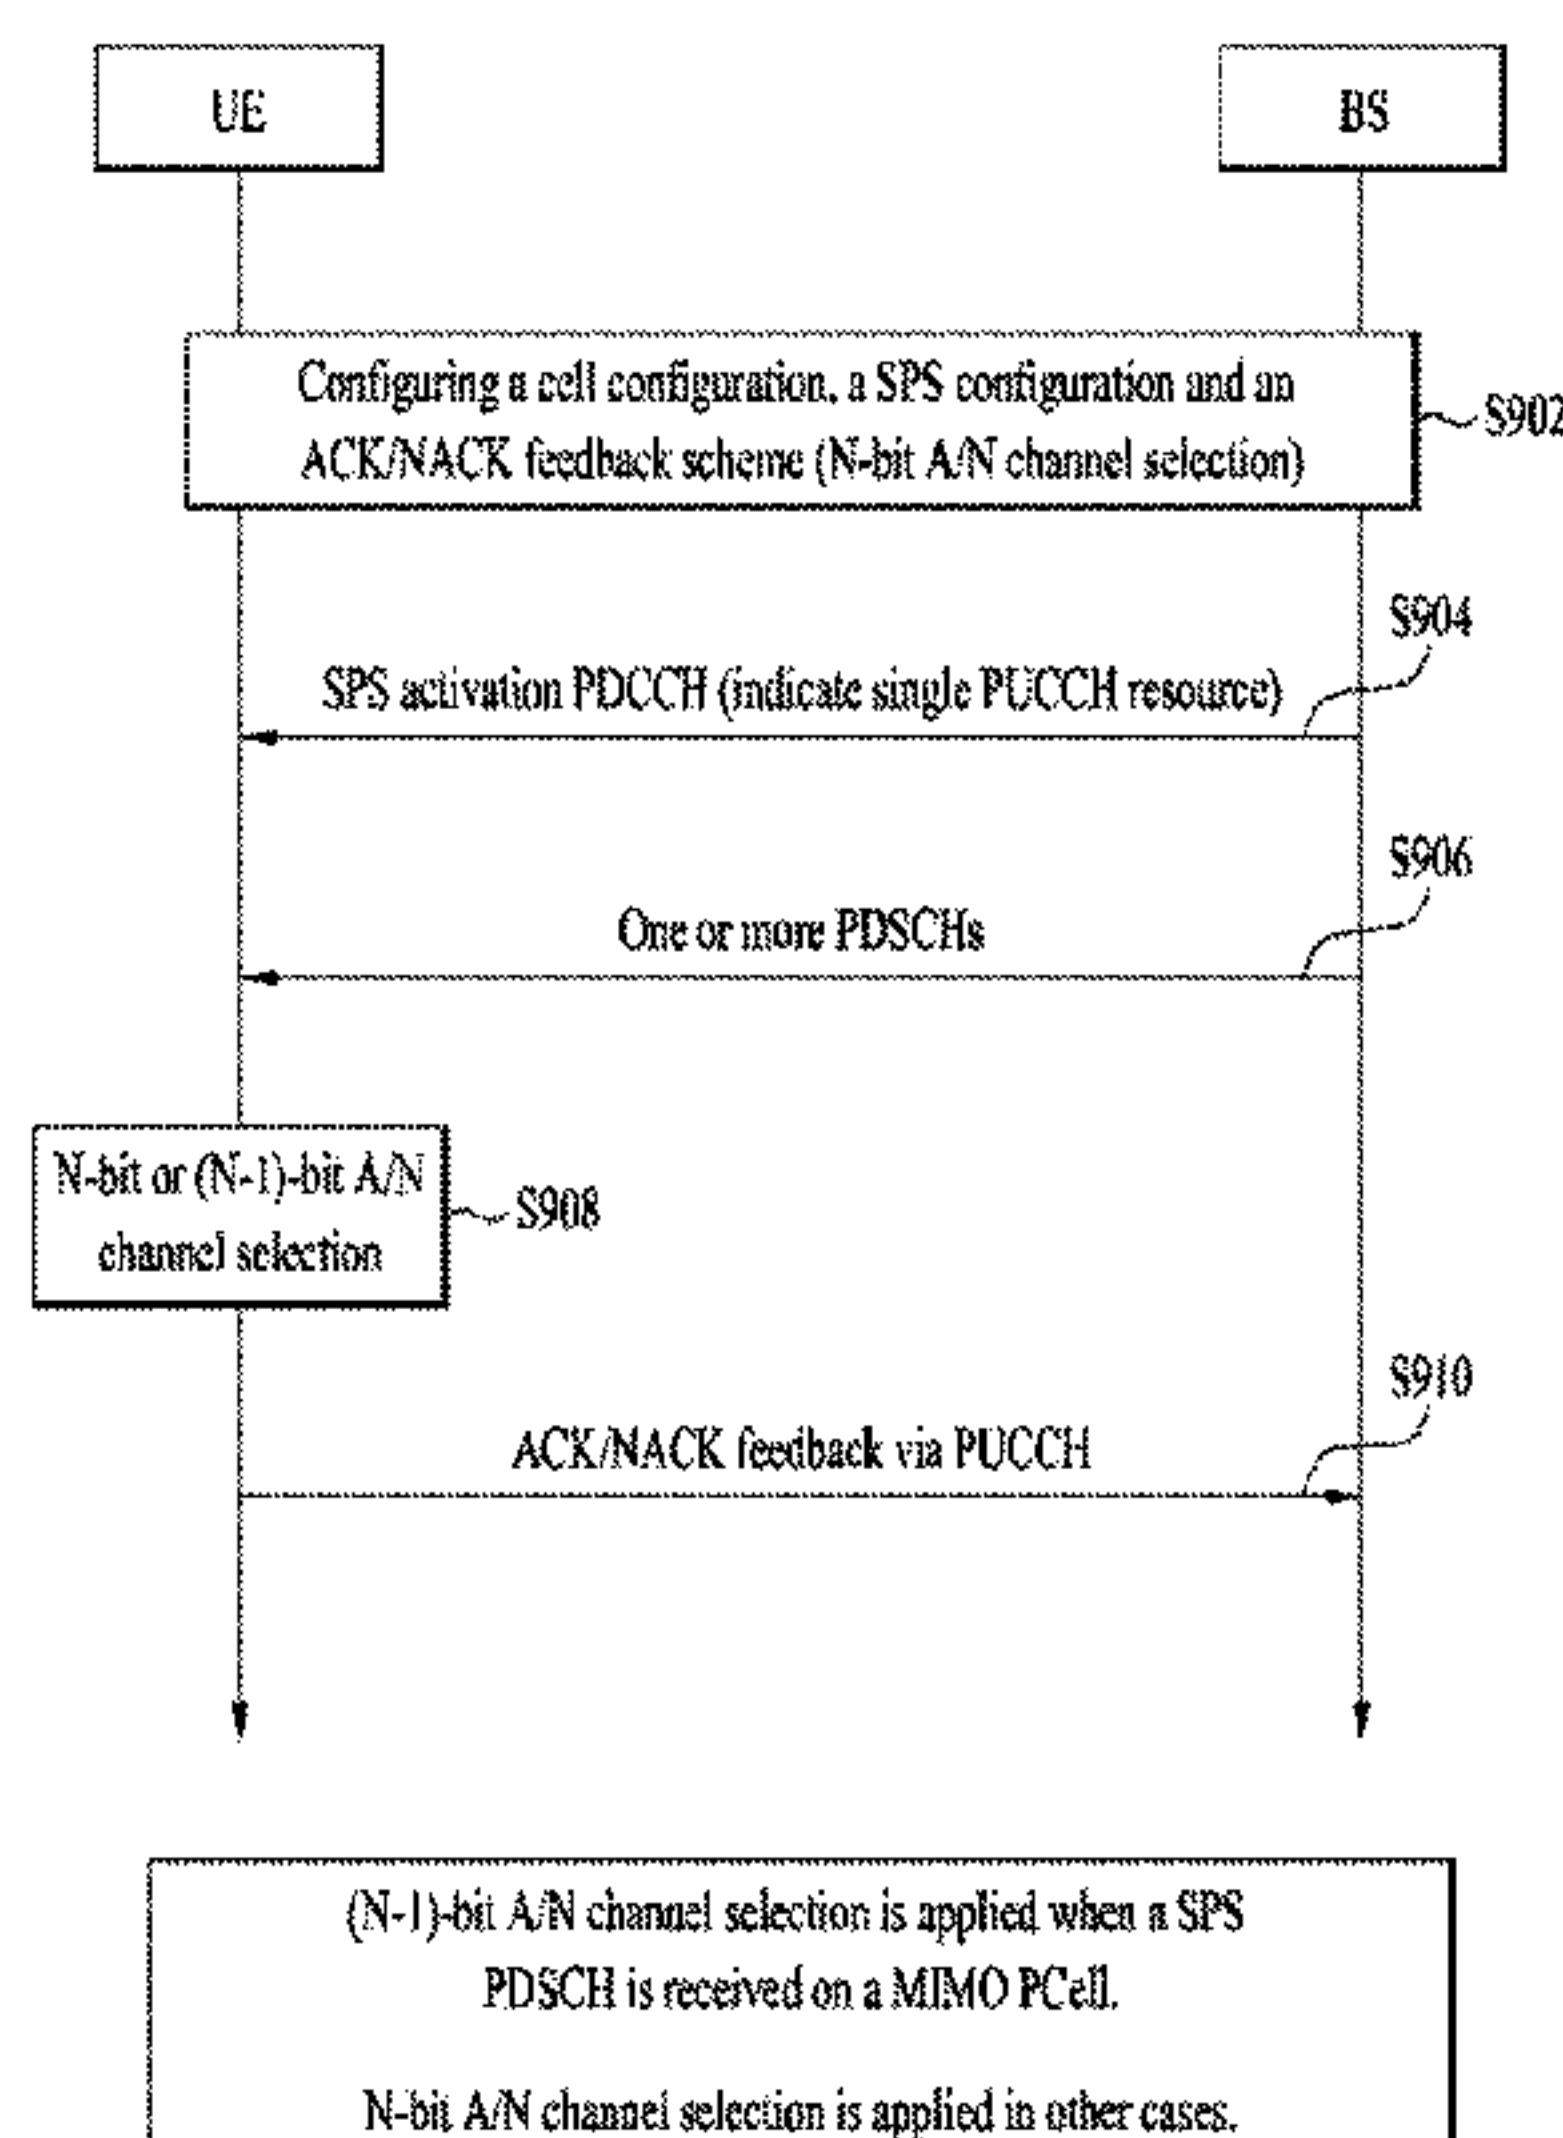 UE
BS
Configuring a cell configuration, a SPS configuration and an
ACK/NACK feedback scheme (N-bit A/N channel selection)
S902
S904
SPS activation PDCCH (indicate single PUCCH resource)
S906
One or more PDSCHs
N-bit or (N-1)-bit A/N
channel selection
S908
S910
ACK/NACK feedback via PUCCH
(N-1)-bit A/N channel selection is applied when a SPS
PDSCH is received on a MIMO PCell.
N-bit A/N channel selection is applied in other cases.